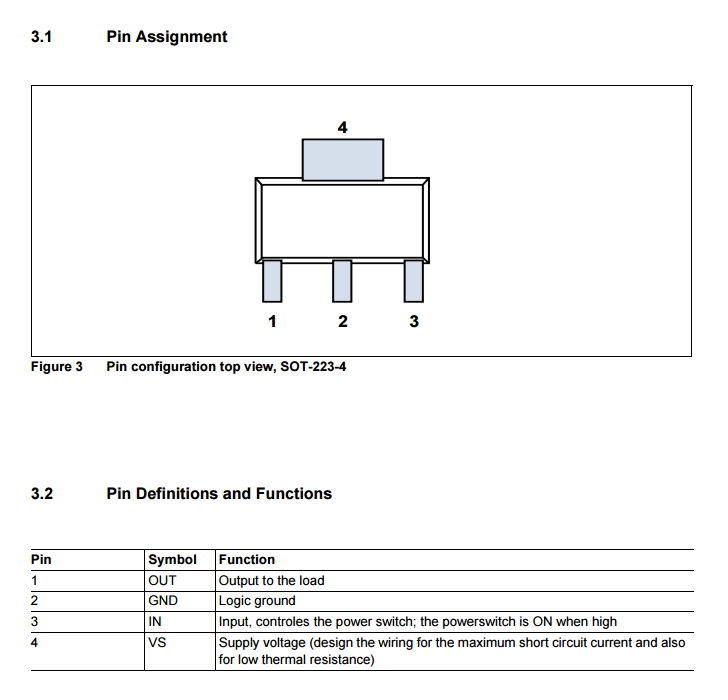 3.1 Pin Assignment
4
1 2 3
Figure 3 Pin configuration top view, SOT-223-4
3.2 Pin Definitions and Functions
Pin Symbol Function
1 OUT Output to the load
2 GND Logic ground
3 IN Input, controles the power switch; the powerswitch is ON when high
4 VS Supply voltage (design the wiring for the maximum short circuit current and also
for low thermal resistance)